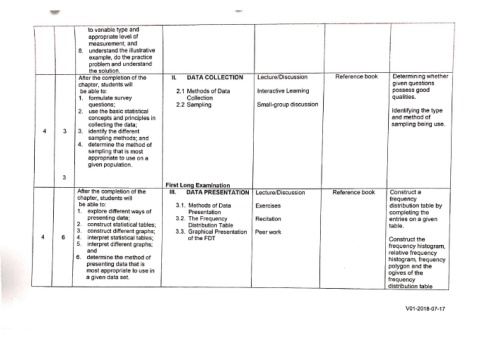 to variable type and
appropriate level of
measurement; and
8. understand the illustrative
example, do the practice
problem and understand
the solution.
4
3
3
After the completion of the
chapter, students will
be able to:
1. formulate survey
questions;
2. use the basic statistical
concepts and principles in
collecting the data;
3. identify the different
sampling methods; and
4. determine the method of
sampling that is most
appropriate to use on a
given population.
II. DATA COLLECTION
2.1 Methods of Data
Collection
2.2 Sampling
First Long Examination
Lecture/Discussion
Interactive Learning
Small-group discussion
Reference book
Determining whether
given questions
possess good
qualities.
Identifying the type
and method of
sampling being use.
4
6
After the completion of the
chapter, students will
be able to:
1. explore different ways of
presenting data;
2. construct statistical tables;
3. construct different graphs;
4. interpret statistical tables;
5. interpret different graphs;
and
6. determine the method of
presenting data that is
most appropriate to use in
a given data set.
III. DATA PRESENTATION
3.1. Methods of Data
Presentation
3.2. The Frequency
Distribution Table
3.3. Graphical Presentation
of the FDT
Lecture/Discussion
Exercises
Recitation
Peer work
Reference book
Construct a
frequency
distribution table by
completing the
entries on a given
table.
Construct the
frequency histogram,
relative frequency
histogram, frequency
polygon and the
ogives of the
frequency
distribution table
V01-2018-07-17